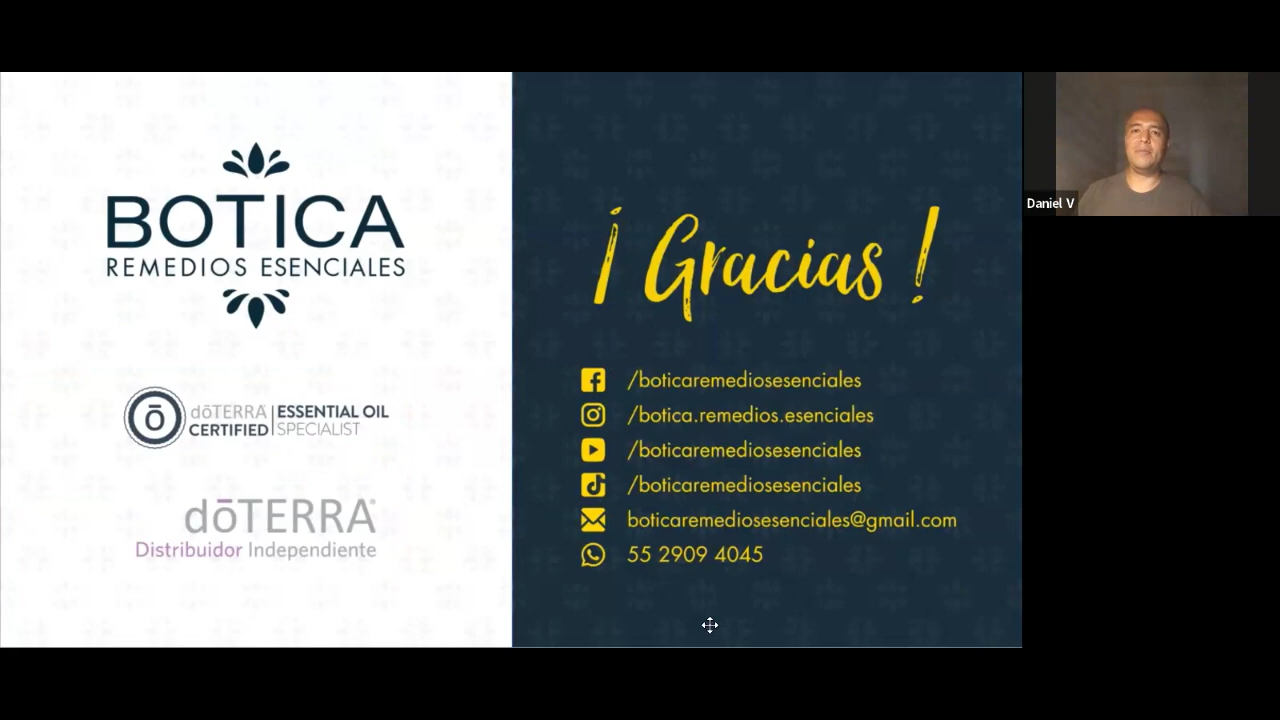 BOTICA
REMEDIOS ESENCIALES
ō
dōTERRA | ESSENTIAL OIL
CERTIFIED | SPECIALIST
dōTERRA
Distribuidor Independiente
¡Gracias!
/boticaremediosesenciales
/botica.remedios.esenciales
/boticaremediosesenciales
/boticaremediosesenciales
boticaremediosesenciales@gmail.com
55 2909 4045
Daniel V